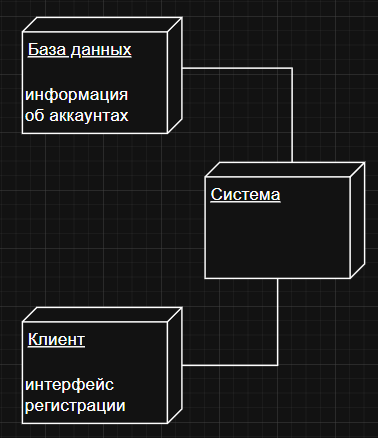 База данных
информация
об аккаунтах
Система
Клиент
интерфейс
регистрации